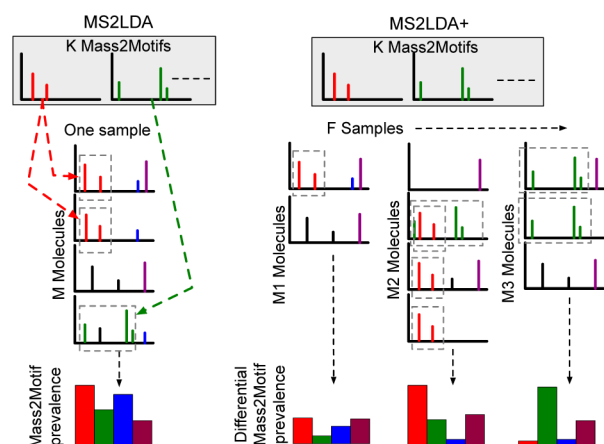 MS2LDA
MS2LDA+
K Mass2Motifs
K Mass2Motifs
One sample
F Samples
M Molecules
M1 Molecules
M2 Molecules
M3 Molecules
Mass2Motif
prevalence
Differential
Mass2Motif
prevalence